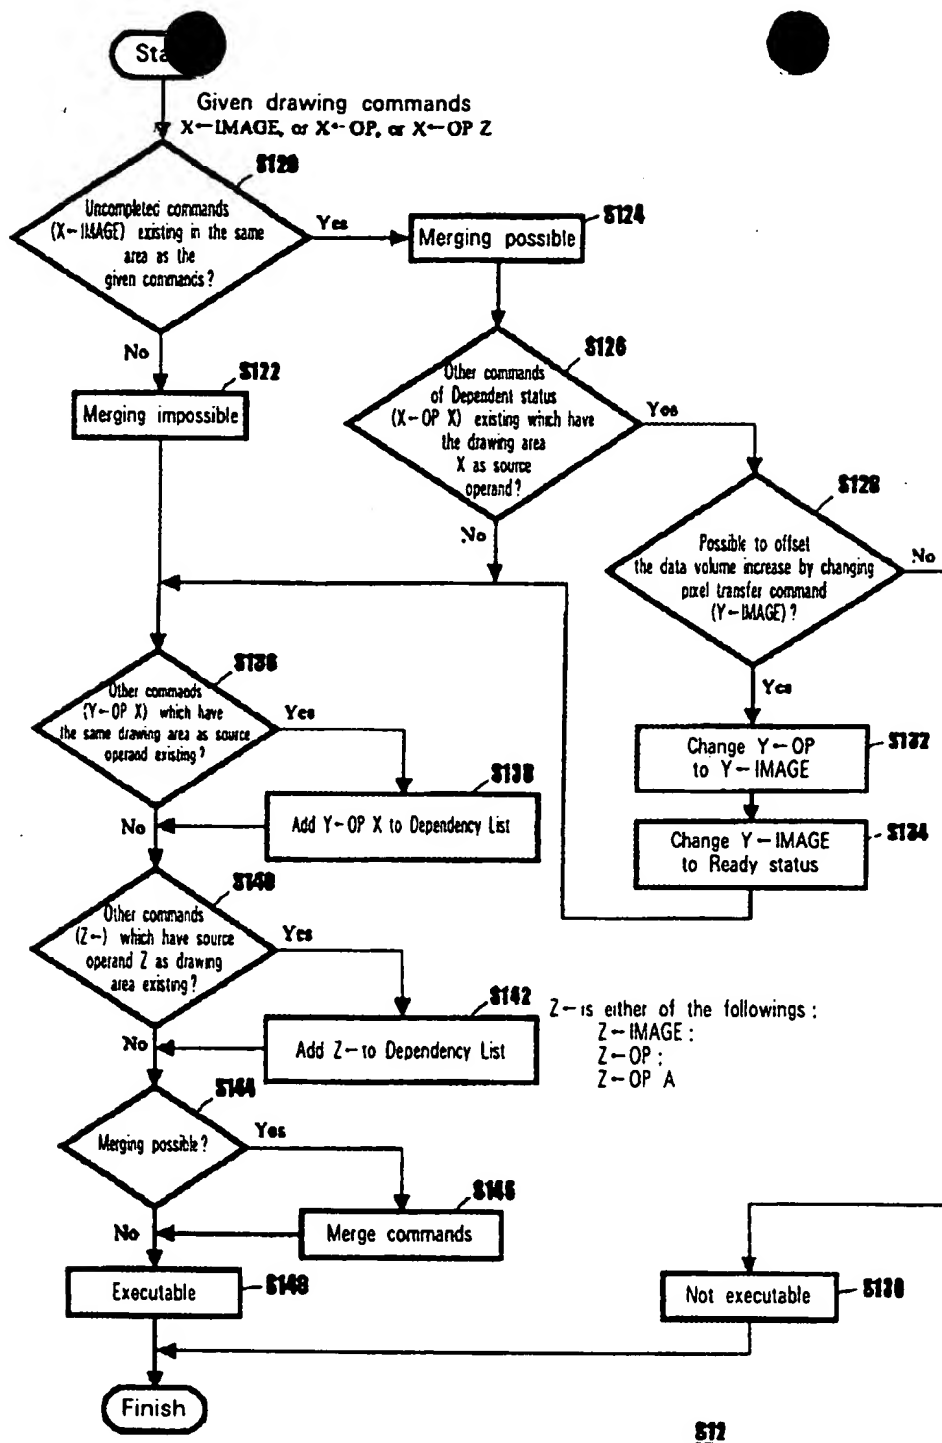 Sta
Given drawing commands
X←IMAGE, or X←OP, or X←OP Z
S120
Uncompleted commands
(X←IMAGE) existing in the same
area as the
given commands?
Yes
S124
Merging possible
No
S122
Merging impossible
S126
Other commands
of Dependent status
(X←OP X) existing which have
the drawing area
X as source
operand?
Yes
No
S128
Possible to offset
the data volume increase by changing
pixel transfer command
(Y←IMAGE)?
No
Yes
S132
Change Y←OP
to Y←IMAGE
S134
Change Y←IMAGE
to Ready status
S136
Other commands
(Y←OP X) which have
the same drawing area as source
operand existing?
Yes
No
S138
Add Y←OP X to Dependency List
S140
Other commands
(Z←) which have source
operand Z as drawing
area existing?
Yes
No
S142
Add Z←to Dependency List
Z←is either of the followings :
Z←IMAGE :
Z←OP :
Z←OP A
S144
Merging possible?
Yes
No
S146
Merge commands
Executable
S148
Not executable
S130
Finish
S12